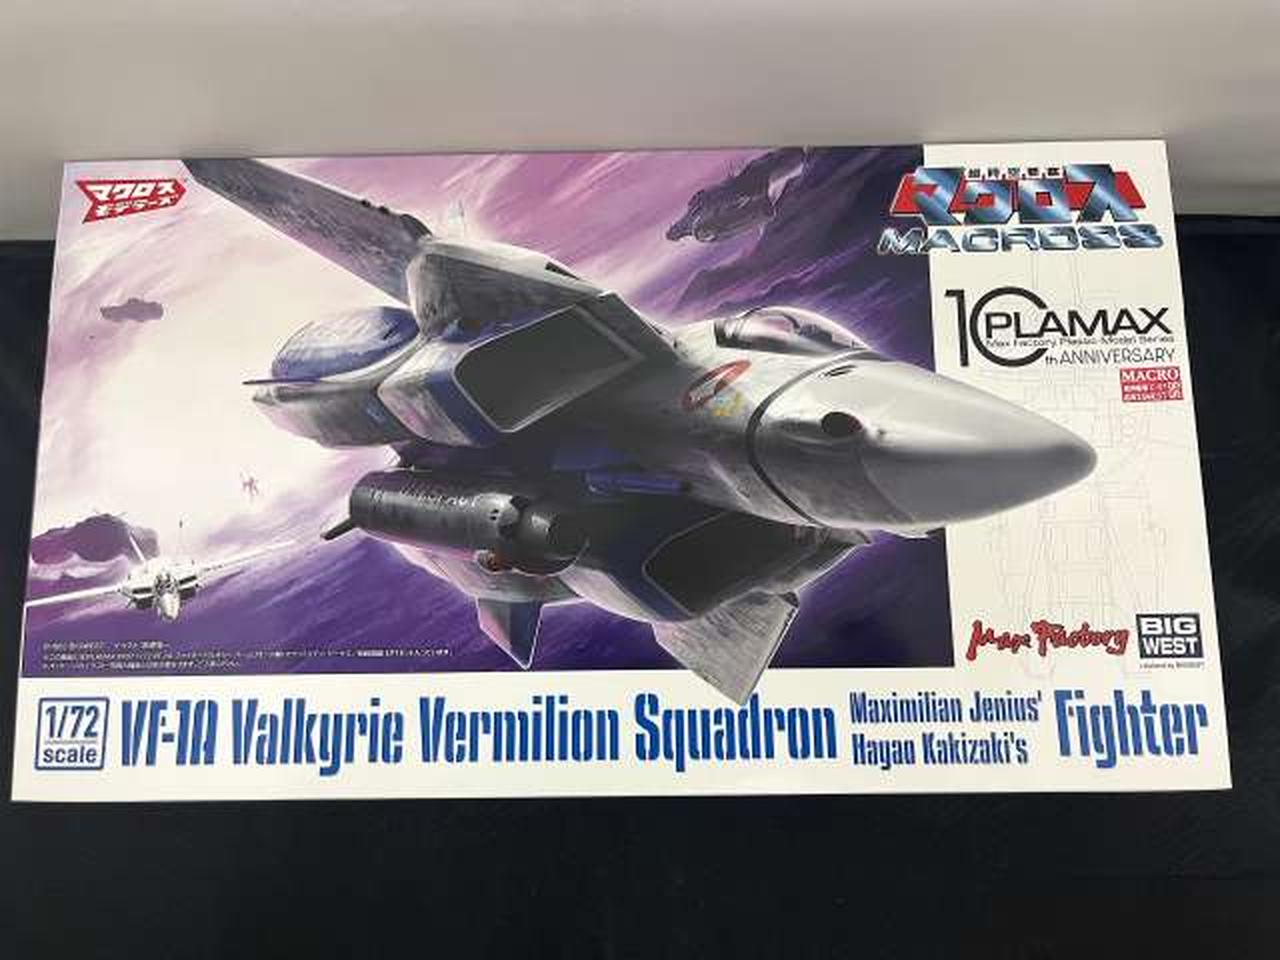 マクロス
モデラーズ
超時空要塞
マクロス
MACROSS
10
PLAMAX
Max Factory Plastic Model Series
th ANNIVERSARY
MACRO
Max Factory
BIG
WEST
1/72
scale
VF-1A Valkyrie Vermilion Squadron
Maximilian Jenius'
Hayao Kakizaki's
Fighter